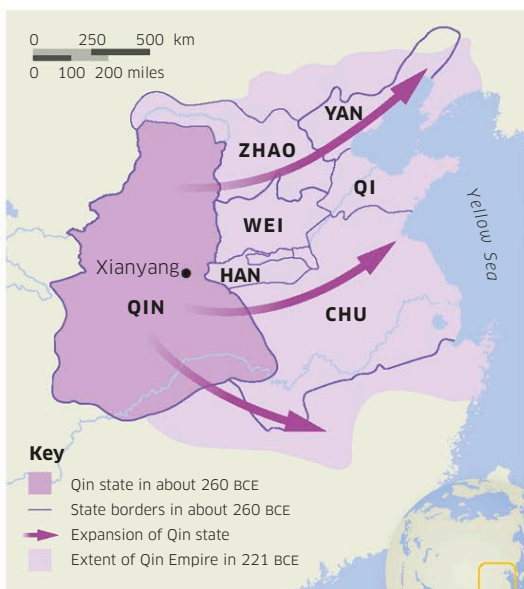 0 250 500 km
0 100 200 miles
YAN
ZHAO
QI
WEI
Yellow Sea
Xianyang
HAN
QIN
CHU
Key
Qin state in about 260 BCE
State borders in about 260 BCE
Expansion of Qin state
Extent of Qin Empire in 221 BCE